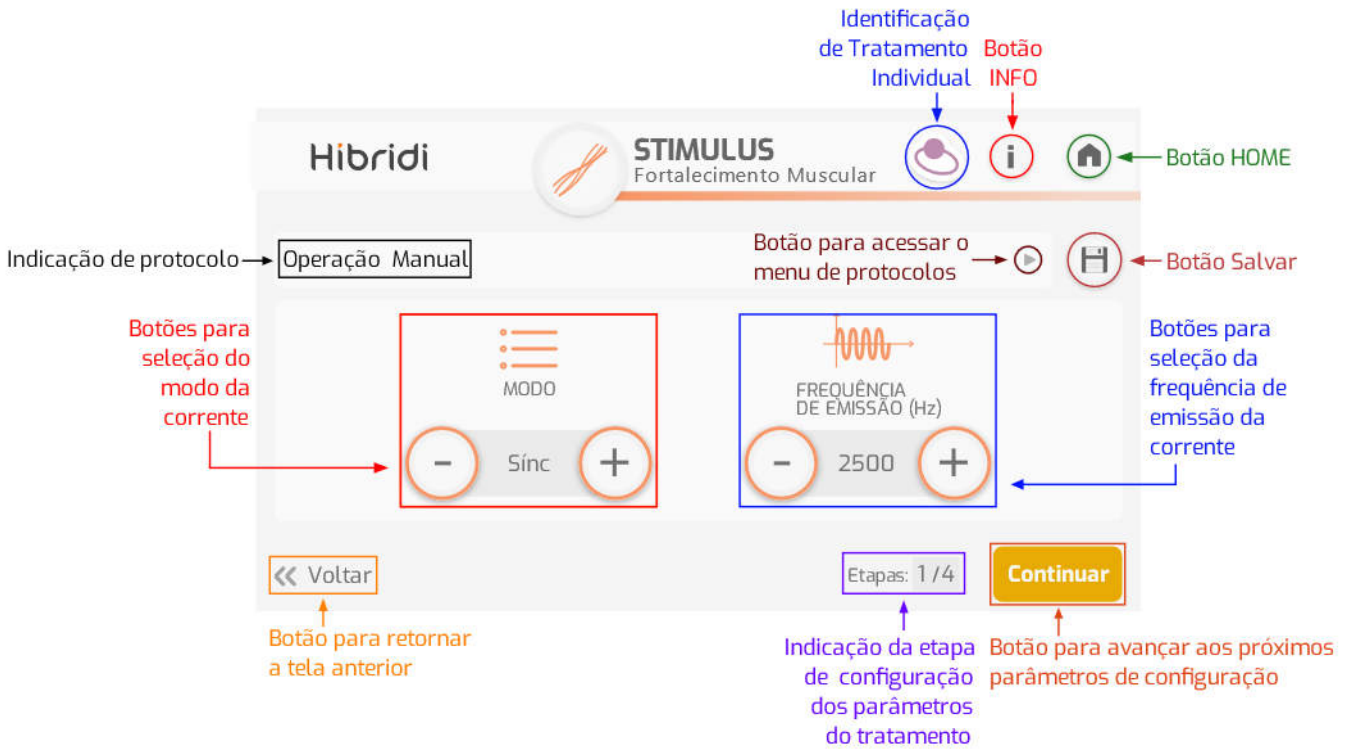 Identificação
de Tratamento
Individual
Botão
INFO
Hibridi
STIMULUS
Fortalecimento Muscular
i
Botão HOME
Indicação de protocolo
Operação Manual
Botão para acessar o
menu de protocolos
Botão Salvar
Botões para
seleção do
modo da
corrente
MODO
- Sínc +
FREQUÊNCIA
DE EMISSÃO (Hz)
- 2500 +
Botões para
seleção da
frequência de
emissão da
corrente
Voltar
Etapas: 1/4
Continuar
Botão para retornar
a tela anterior
Indicação da etapa
de configuração
dos parâmetros
do tratamento
Botão para avançar aos próximos
parâmetros de configuração